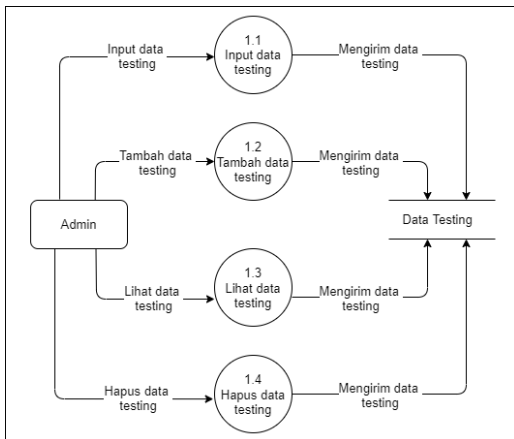 Input data
testing
1.1
Input data
testing
Mengirim data
testing
Tambah data
testing
1.2
Tambah data
testing
Mengirim data
testing
Admin
Data Testing
Lihat data
testing
1.3
Lihat data
testing
Mengirim data
testing
Hapus data
testing
1.4
Hapus data
testing
Mengirim data
testing